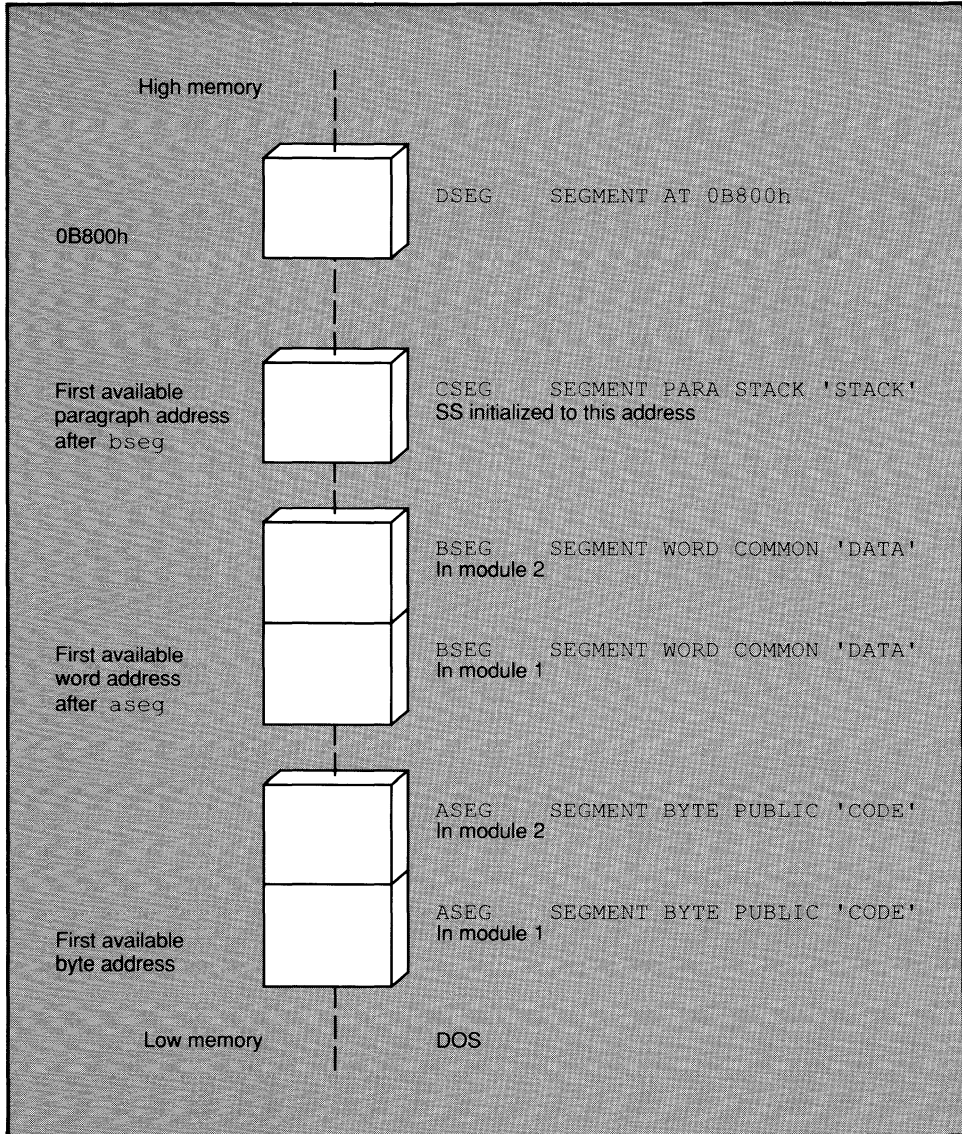 High memory
DSEG SEGMENT AT 0B800h
0B800h
First available
paragraph address
after bseg
CSEG SEGMENT PARA STACK 'STACK'
SS initialized to this address
BSEG SEGMENT WORD COMMON 'DATA'
In module 2
First available
word address
after aseg
BSEG SEGMENT WORD COMMON 'DATA'
In module 1
ASEG SEGMENT BYTE PUBLIC 'CODE'
In module 2
First available
byte address
ASEG SEGMENT BYTE PUBLIC 'CODE'
In module 1
Low memory
DOS